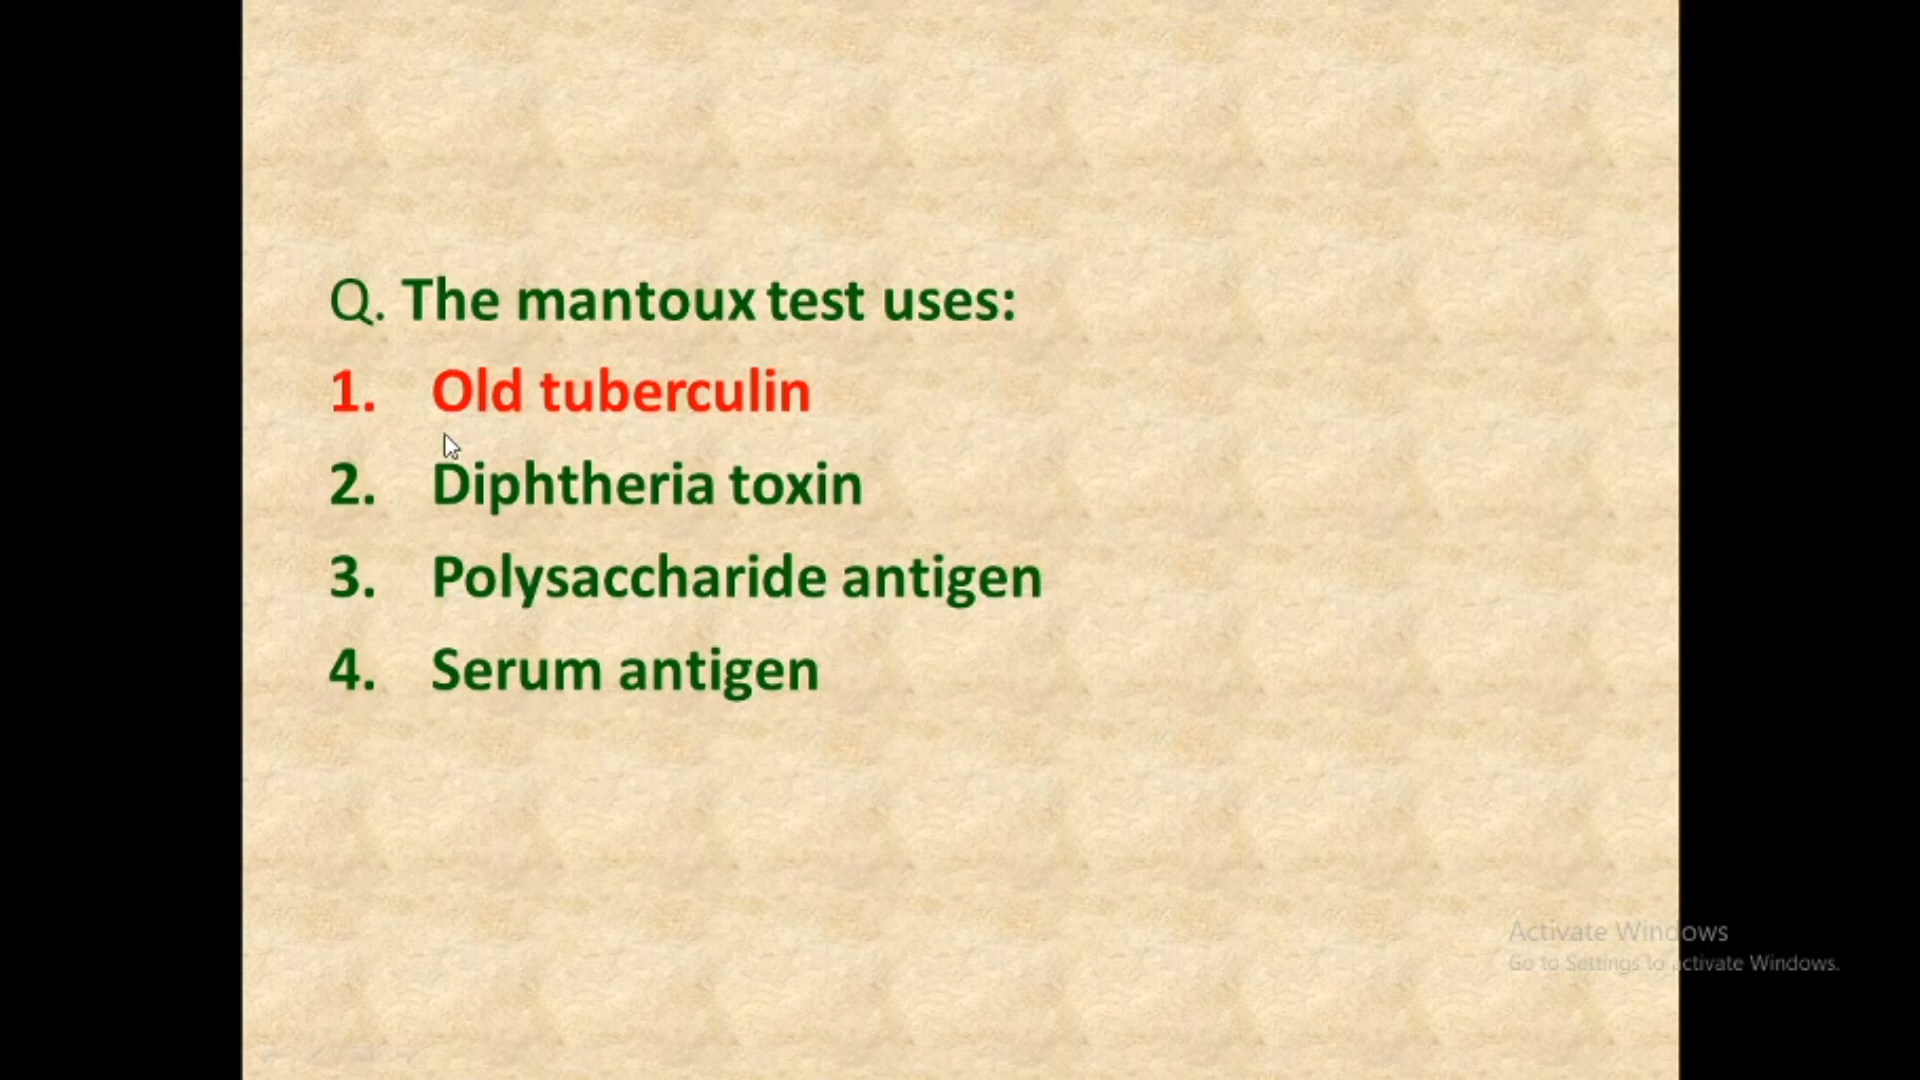 Q. The mantoux test uses:
1. Old tuberculin
2. Diphtheria toxin
3. Polysaccharide antigen
4. Serum antigen
Activate Windows
Go to Settings to activate Windows.